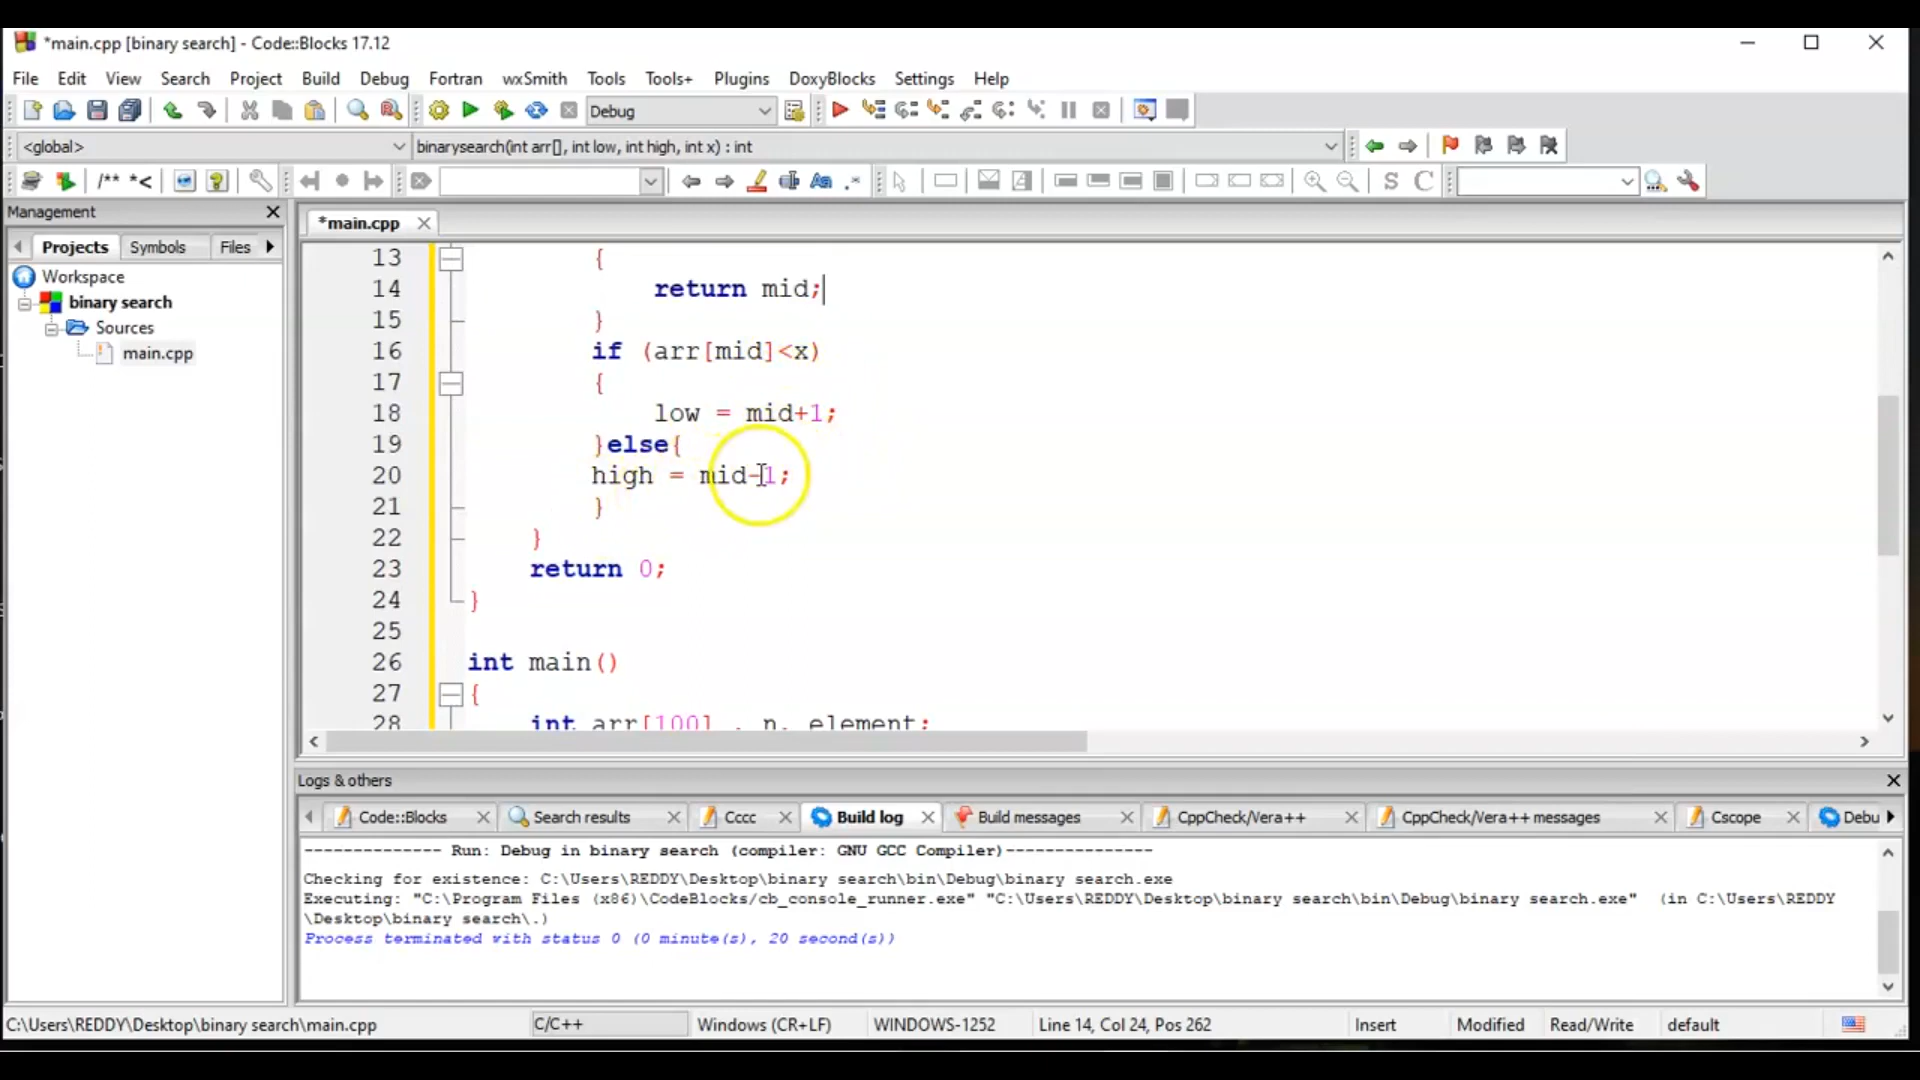 *main.cpp [binary search] - Code::Blocks 17.12
File Edit View Search Project Build Debug Fortran wxSmith Tools Tools+ Plugins DoxyBlocks Settings Help
Debug
<global> binarysearch(int arr[], int low, int high, int x) : int
/** *< Aa .* S C
Management
*main.cpp
Projects Symbols Files
Workspace
binary search
Sources
main.cpp
13 {
14 return mid;
15 }
16 if (arr[mid]<x)
17 {
18 low = mid+1;
19 }else{
20 high = mid-1;
21 }
22 }
23 return 0;
24 }
25
26 int main()
27 {
28 int arr[100] , n, element;
Logs & others
Code::Blocks Search results Cccc Build log Build messages CppCheck/Vera++ CppCheck/Vera++ messages Cscope Debu
-------------- Run: Debug in binary search (compiler: GNU GCC Compiler)---------------
Checking for existence: C:\Users\REDDY\Desktop\binary search\bin\Debug\binary search.exe
Executing: "C:\Program Files (x86)\CodeBlocks/cb_console_runner.exe" "C:\Users\REDDY\Desktop\binary search\bin\Debug\binary search.exe" (in C:\Users\REDDY
\Desktop\binary search\.)
Process terminated with status 0 (0 minute(s), 20 second(s))
C:\Users\REDDY\Desktop\binary search\main.cpp C/C++ Windows (CR+LF) WINDOWS-1252 Line 14, Col 24, Pos 262 Insert Modified Read/Write default